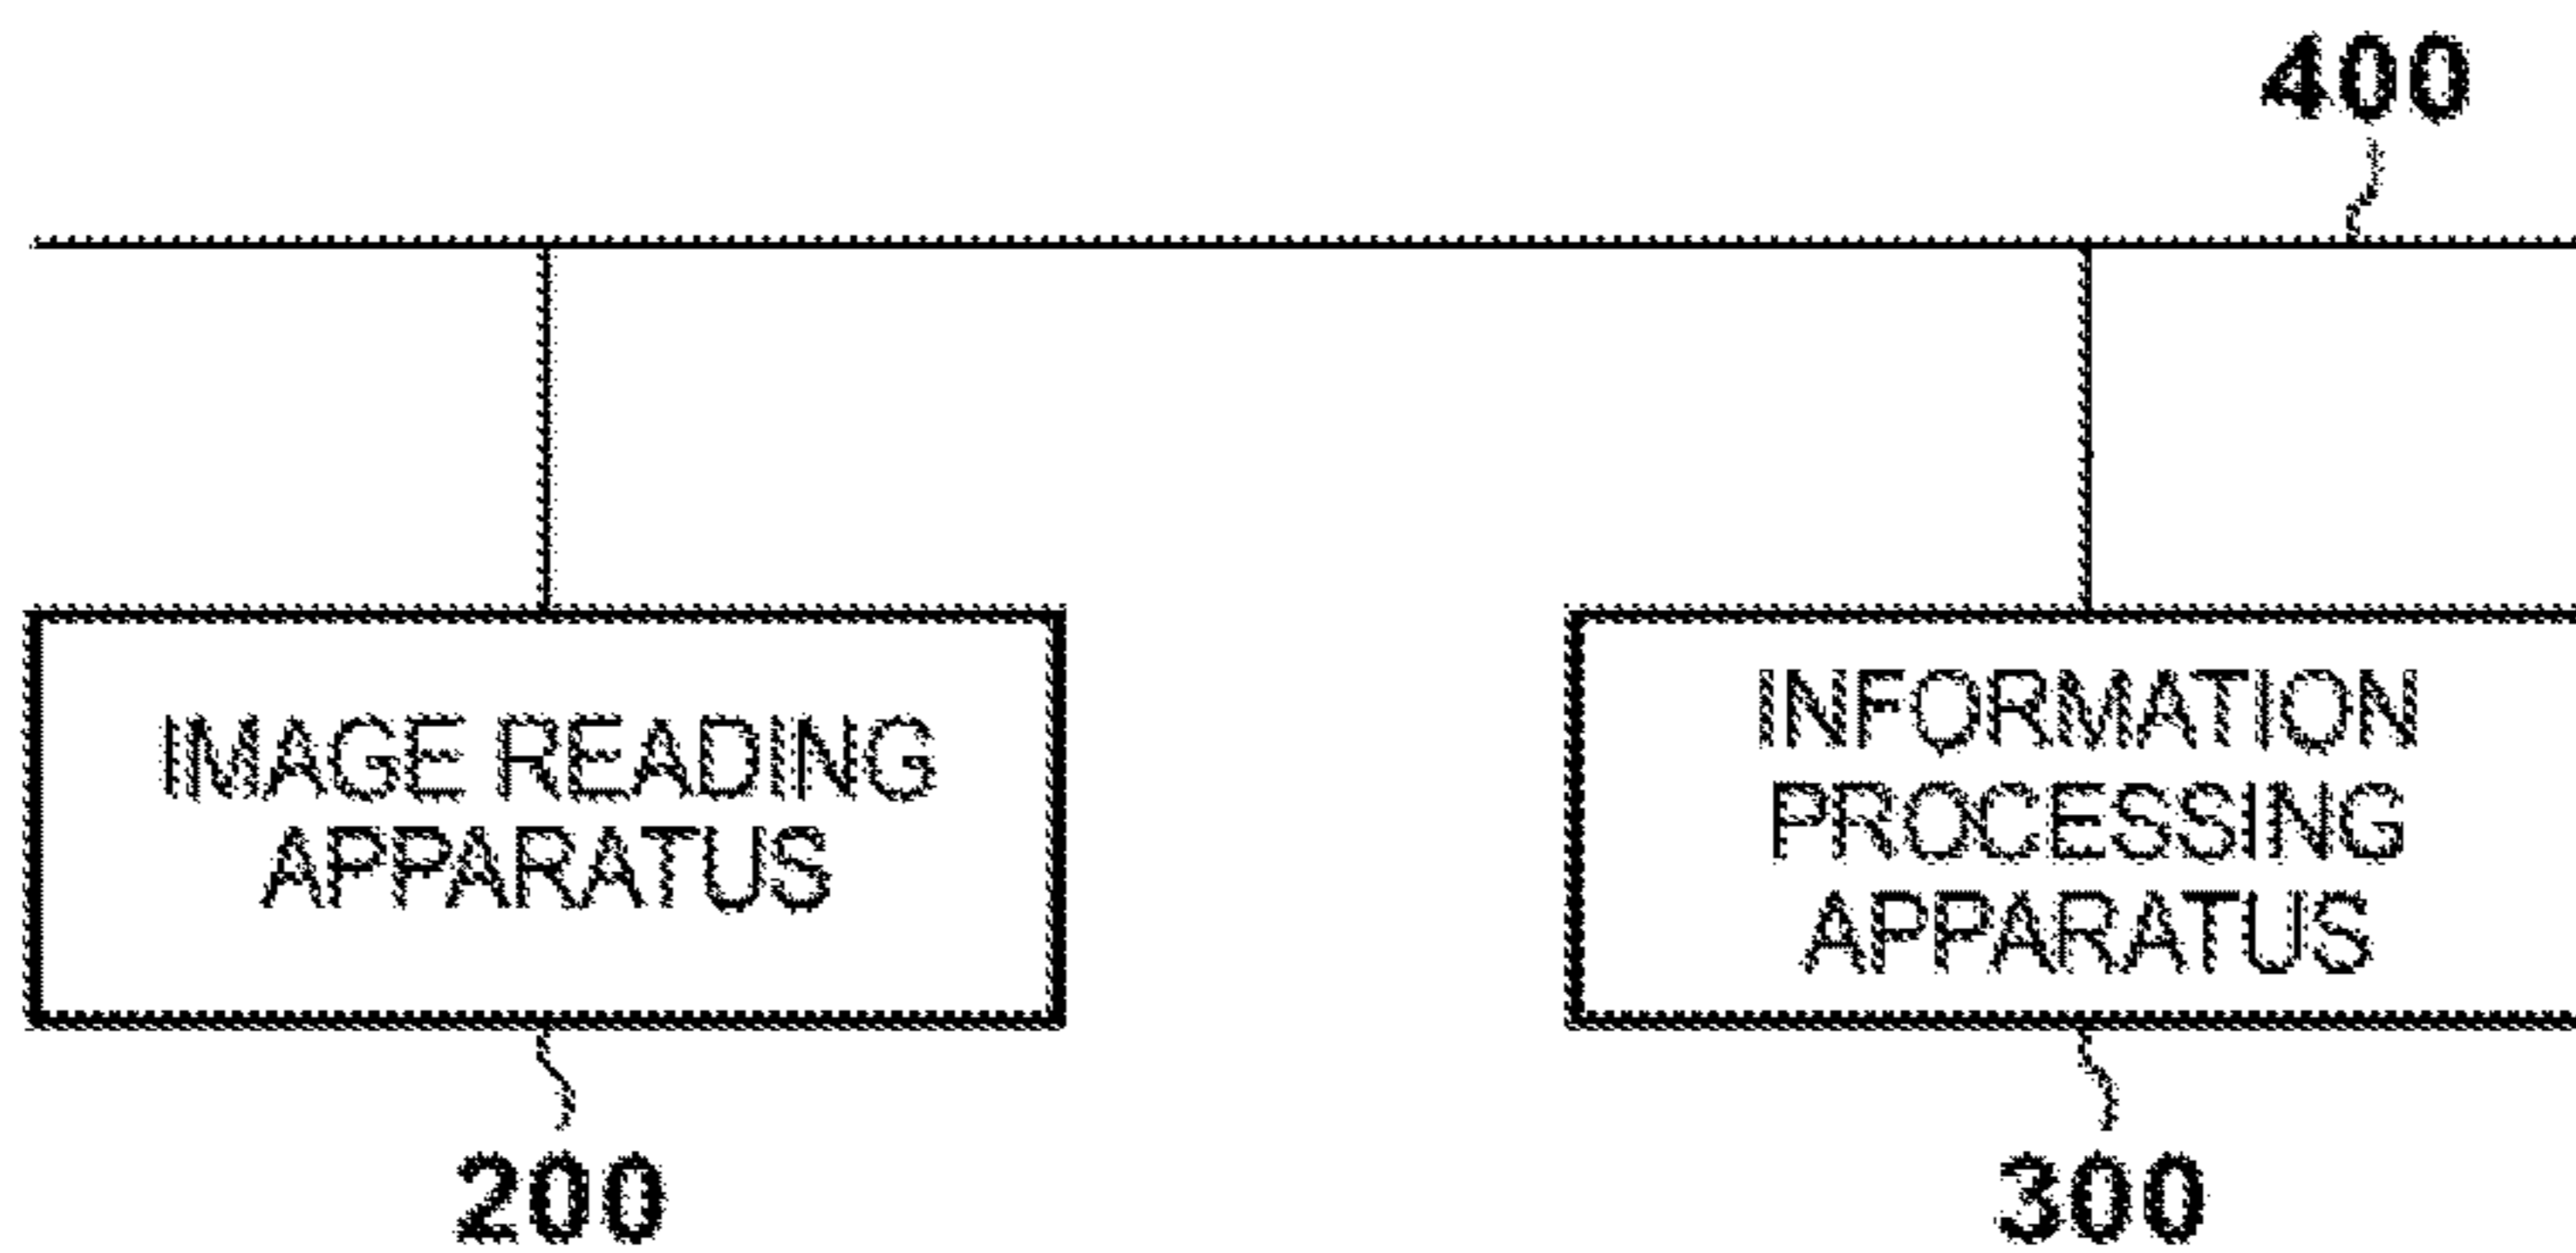 400
IMAGE READING
APPARATUS
INFORMATION
PROCESSING
APPARATUS
200
300